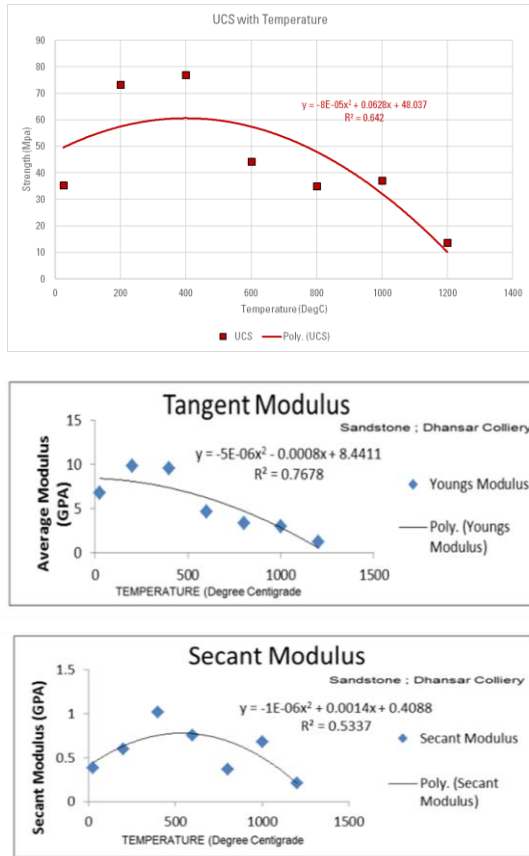 UCS with Temperature
90
80
70
60
50
40
30
20
10
0
Strength (Mpa)
y = -8E-05x² + 0.0628x + 48.037
R² = 0.642
0 200 400 600 800 1000 1200 1400
Temperature (DegC)
UCS Poly. (UCS)
Tangent Modulus
Sandstone ; Dhansar Colliery
15
10
5
0
Average Modulus
(GPA)
y = -5E-06x² - 0.0008x + 8.4411
R² = 0.7678
Youngs Modulus
Poly. (Youngs
Modulus)
0 500 1000 1500
TEMPERATURE (Degree Centigrade
Secant Modulus
Sandstone ; Dhansar Colliery
1.5
1
0.5
0
Secant Modulus (GPA)
y = -1E-06x² + 0.0014x + 0.4088
R² = 0.5337
Secant Modulus
Poly. (Secant
Modulus)
0 500 1000 1500
TEMPERATURE (Degree Centigrade